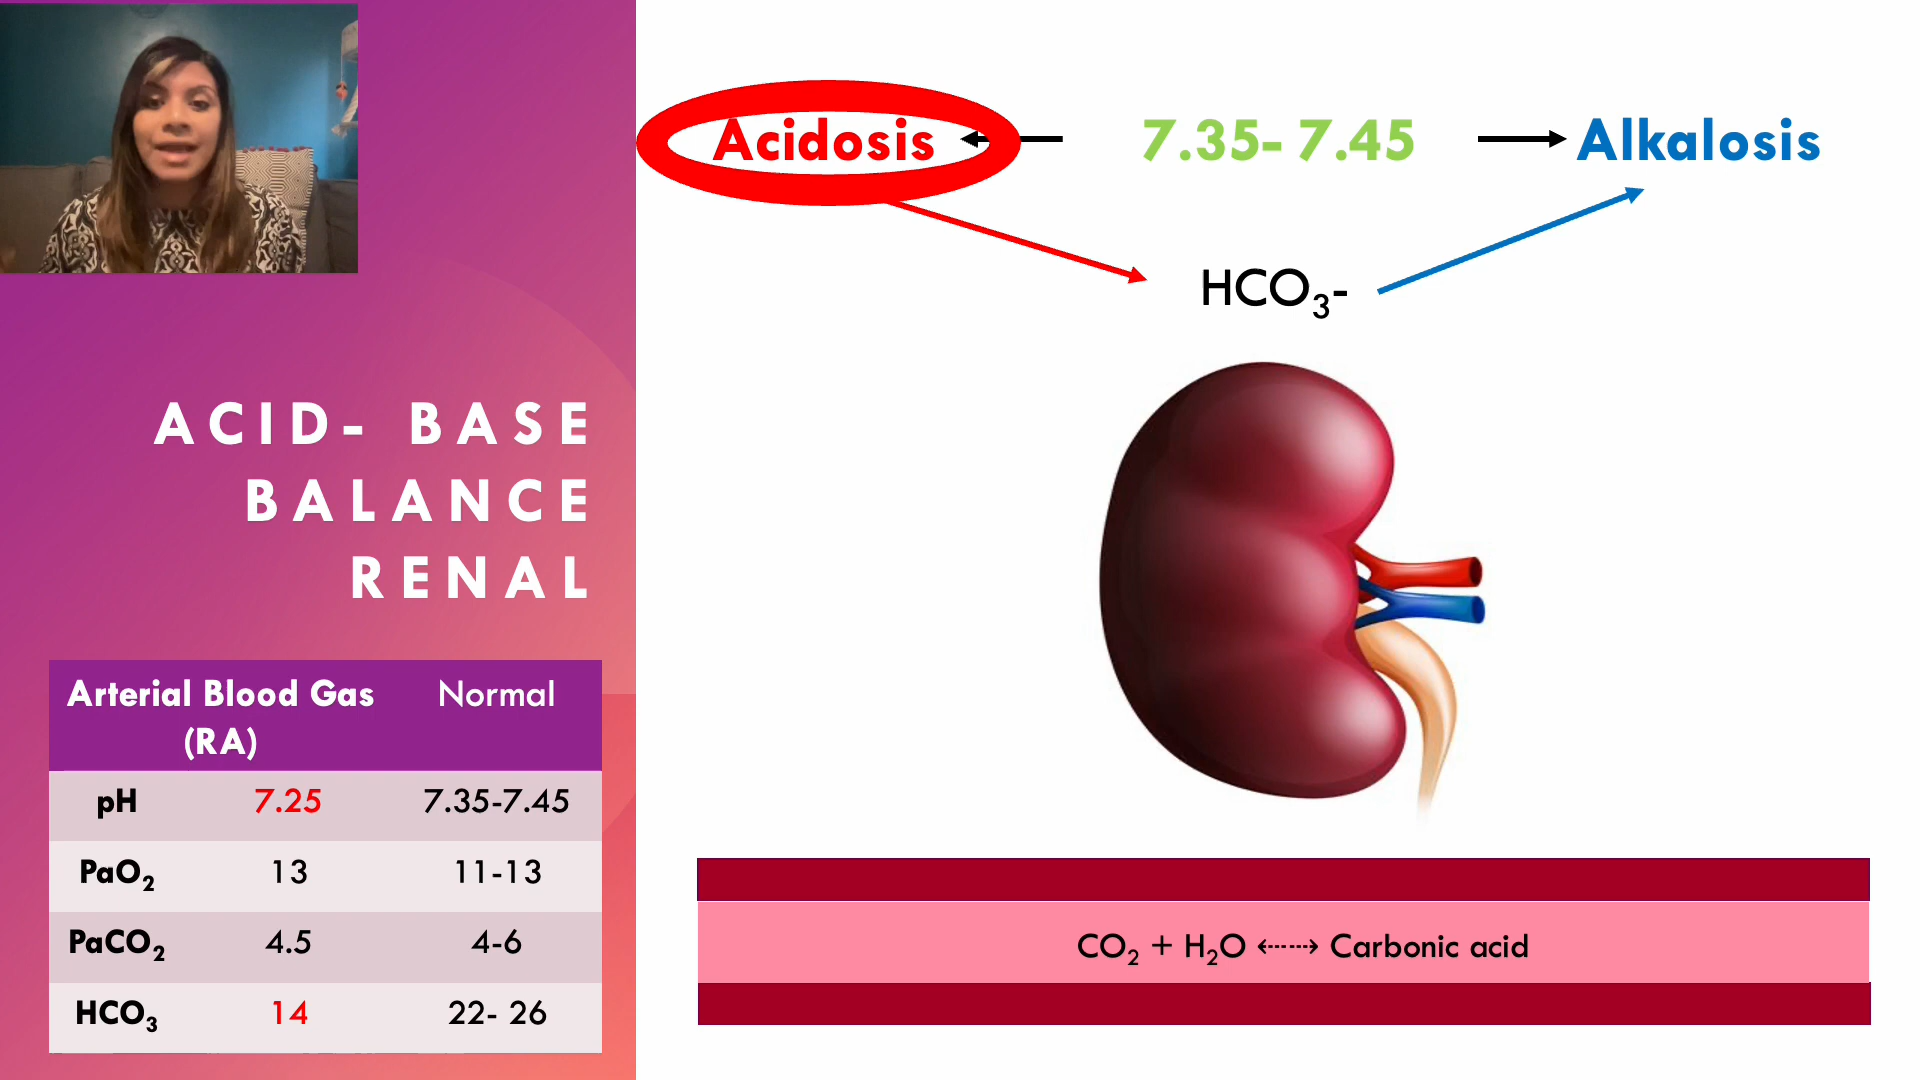 Acidosis 7.35- 7.45 Alkalosis
HCO₃-
ACID- BASE
BALANCE
RENAL
Arterial Blood Gas Normal
(RA)
pH 7.25 7.35-7.45
PaO₂ 13 11-13
PaCO₂ 4.5 4-6
HCO₃ 14 22- 26
CO₂ + H₂O ⟷ Carbonic acid